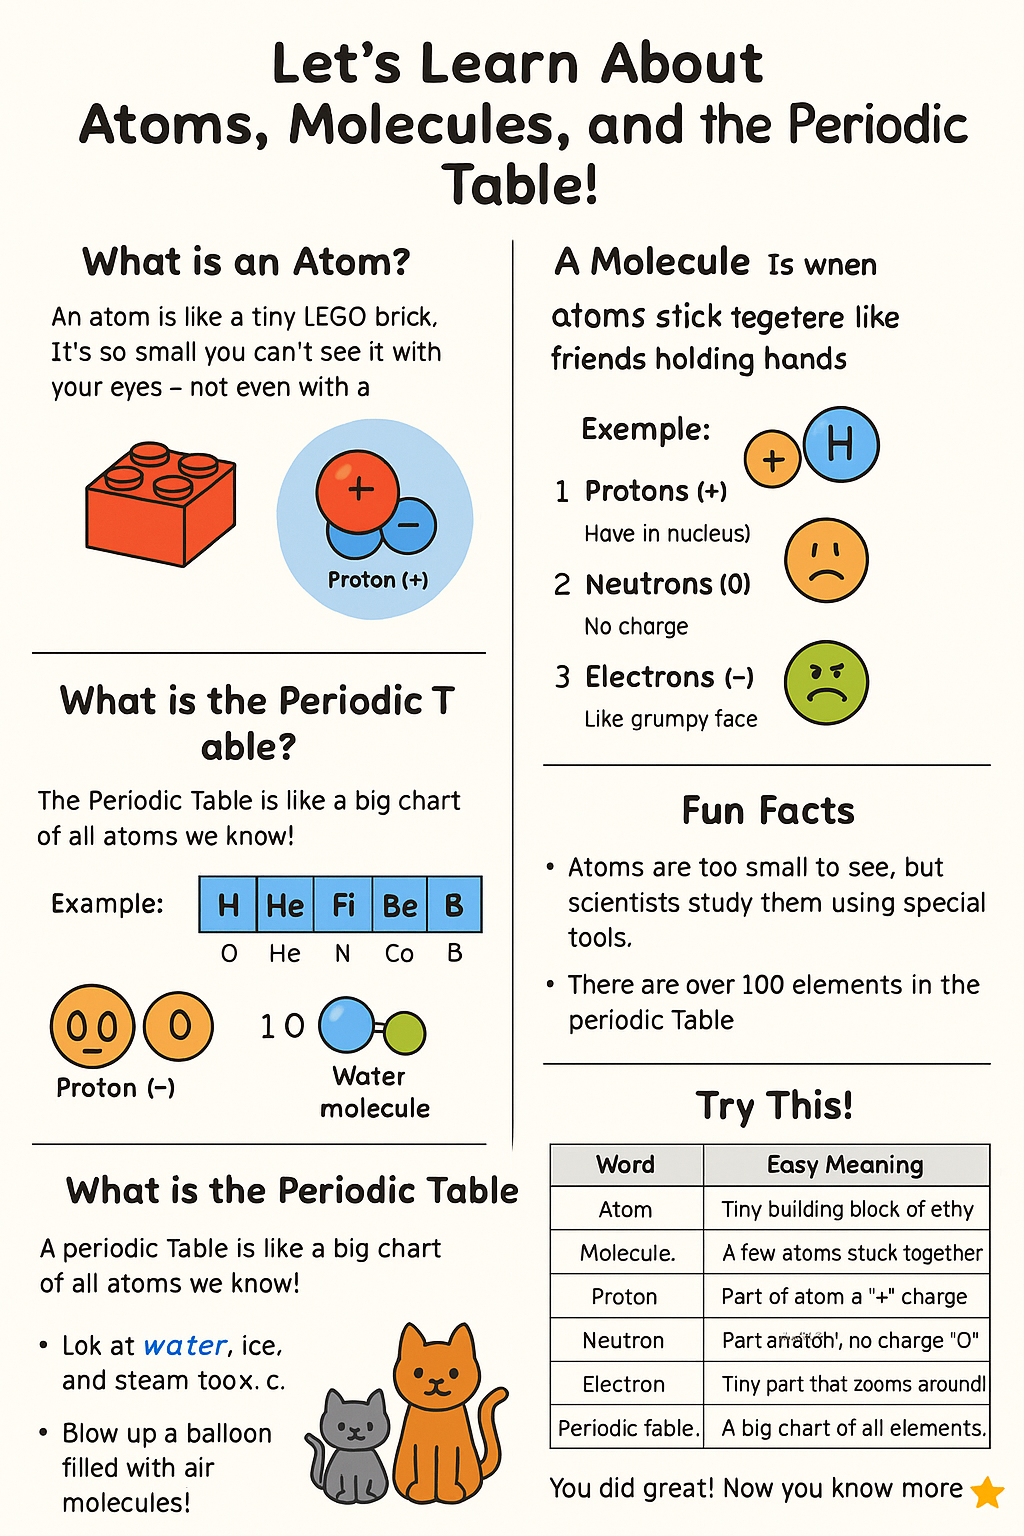 Let's Learn About
Atoms, Molecules, and the Periodic
Table!
What is an Atom?
An atom is like a tiny LEGO brick,
It's so small you can't see it with
your eyes – not even with a
+
−
Proton (+)
What is the Periodic T
able?
The Periodic Table is like a big chart
of all atoms we know!
Example:
H He Fi Be B
O He N Co B
00 0
10
Proton (−)
Water
molecule
What is the Periodic Table
A periodic Table is like a big chart
of all atoms we know!
• Lok at water, ice,
and steam toox. c.
• Blow up a balloon
filled with air
molecules!
A Molecule Is wnen
atoms stick tegetere like
friends holding hands
Exemple:
+ H
1 Protons (+)
Have in nucleus)
2 Neutrons (0)
No charge
3 Electrons (−)
Like grumpy face
Fun Facts
• Atoms are too small to see, but
scientists study them using special
tools.
• There are over 100 elements in the
periodic Table
Try This!
Word Easy Meaning
Atom Tiny building block of ethy
Molecule. A few atoms stuck together
Proton Part of atom a "+" charge
Neutron Part no charge "O"
Electron Tiny part that zooms around
Periodic fable. A big chart of all elements.
You did great! Now you know more